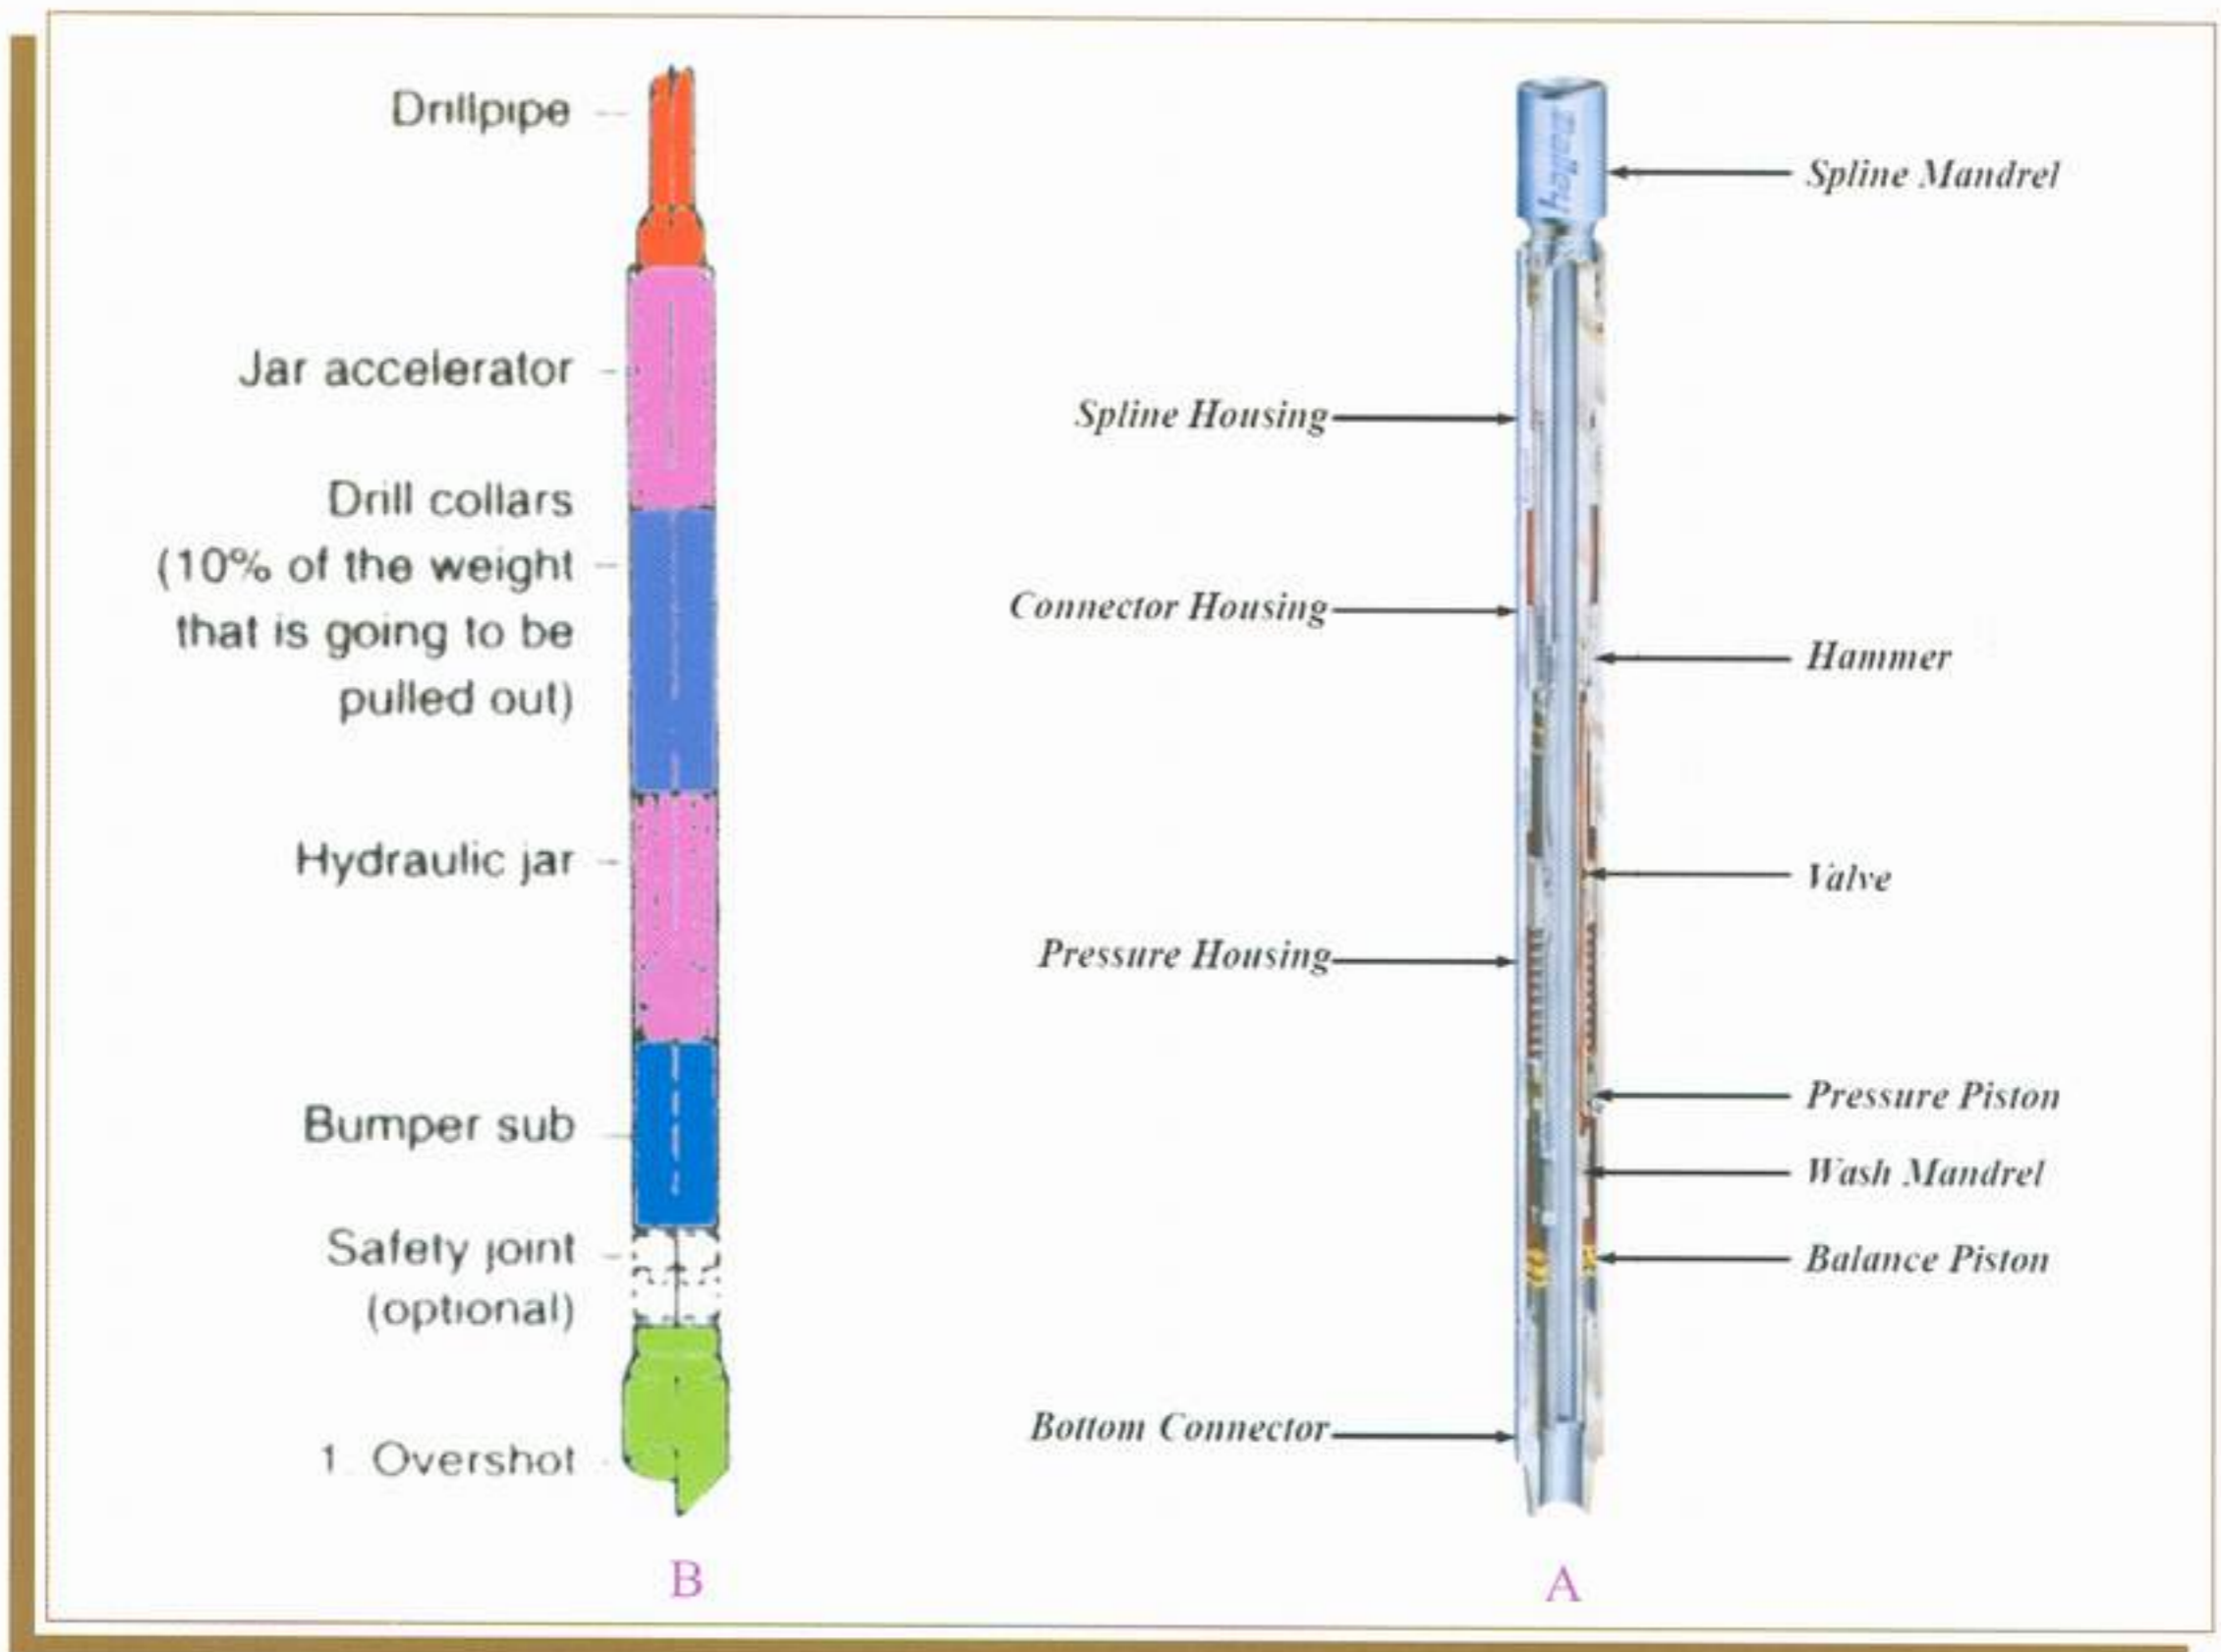 Drillpipe
Jar accelerator
Drill collars
(10% of the weight
that is going to be
pulled out)
Hydraulic jar
Bumper sub
Safety joint
(optional)
1. Overshot
B
Dailey
Spline Mandrel
Spline Housing
Connector Housing
Hammer
Valve
Pressure Housing
Pressure Piston
Wash Mandrel
Balance Piston
Bottom Connector
A